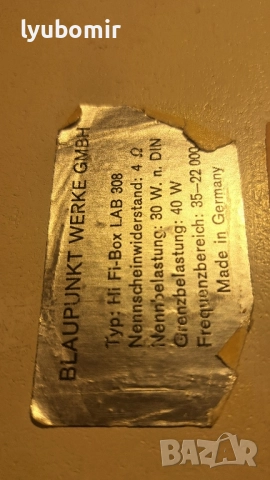 lyubomir
BLAUPUNKT WERKE GMBH
Typ: Hi Fi-Box LAB 308
Nennscheinwiderstand: 4 Ω
Nennbelastung: 30 W. n. DIN
Grenzbelastung: 40 W
Frequenzbereich: 35-22 000
Made in Germany
BAZAR
bg